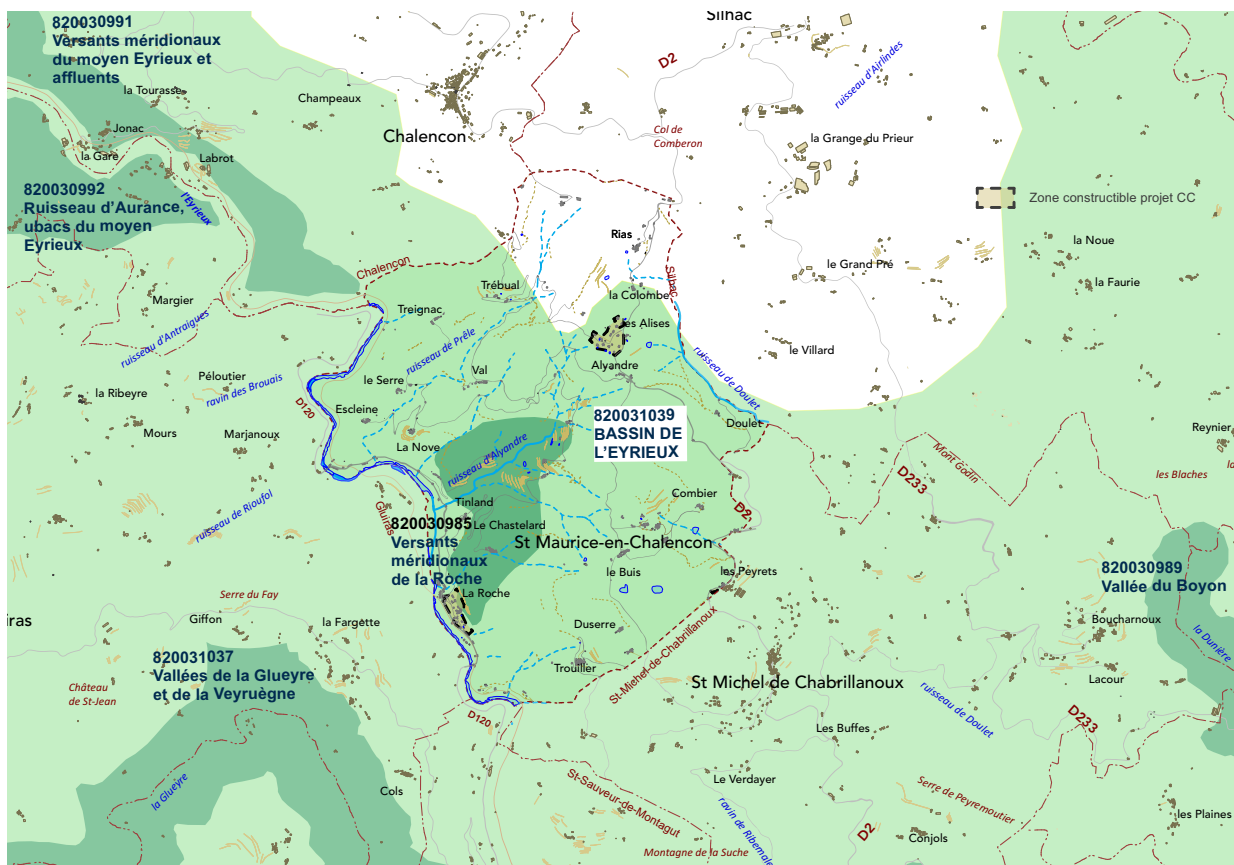 820030991
Versants méridionaux
du moyen Eyrieux et
affluents
la Tourasse
Jonac
la Gare
Labrot
Champeaux
Chalencon
Silhac
D2
ruisseau d'Airlindes
Col de
Comberon
la Grange du Prieur
Zone constructible projet CC
820030992
Ruisseau d'Aurance,
ubacs du moyen
Eyrieux
l'Eyrieux
Rias
la Noue
la Faurie
le Grand Pré
Chalençon
Silhac
Trébual
la Colombe
Margier
Treignac
les Alises
ruisseau d'Antraigues
ruisseau de Prêle
le Villard
Alyandre
ruisseau de Doulet
Péloutier
la Ribeyre
ravin des Brouais
le Serre
Val
D120
Escleine
Mours
Marjanoux
La Nove
820031039
BASSIN DE
L'EYRIEUX
Doulet
Reynier
ruisseau d'Alyandre
Mont Godin
les Blaches
la
D233
ruisseau de Rioufol
Gluiras
Tinland
Combier
D2
820030985
Versants
méridionaux
de la Roche
Le Chastelard
St Maurice-en-Chalencon
le Buis
les Peyrets
820030989
Vallée du Boyon
La Roche
Serre du Fay
Giffon
la Fargètte
iras
Duserre
Boucharnoux
la Dunière
820031037
Vallées de la Glueyre
et de la Veyruègne
Trouiller
St-Michel-de-Chabrillanoux
St Michel de Chabrillanoux
Lacour
Château
de St-Jean
D120
ruisseau de Doulet
D233
Les Buffes
la Glueyre
Cols
St-Sauveur-de-Montagut
Le Verdayer
ravin de Ribemale
Serre de Peyremoutier
les Plaines
D2
Conjols
Montagne de la Suche